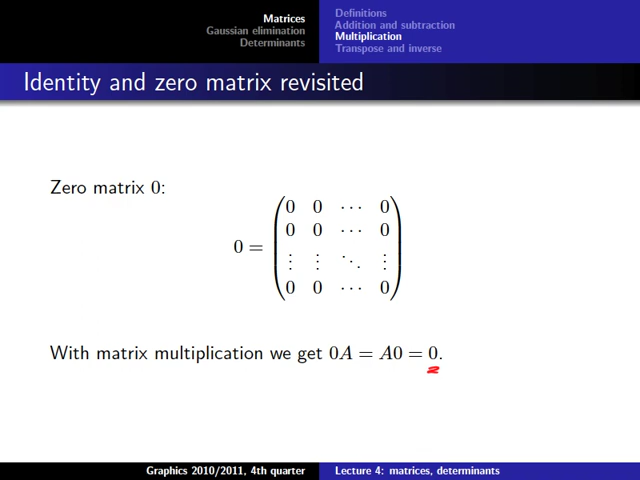 Matrices
Gaussian elimination
Determinants
Definitions
Addition and subtraction
Multiplication
Transpose and inverse
Identity and zero matrix revisited
Zero matrix 0:
0 =
0 0 ⋯ 0
0 0 ⋯ 0
⋮ ⋮ ⋱ ⋮
0 0 ⋯ 0
With matrix multiplication we get 0A = A0 = 0.
Graphics 2010/2011, 4th quarter
Lecture 4: matrices, determinants